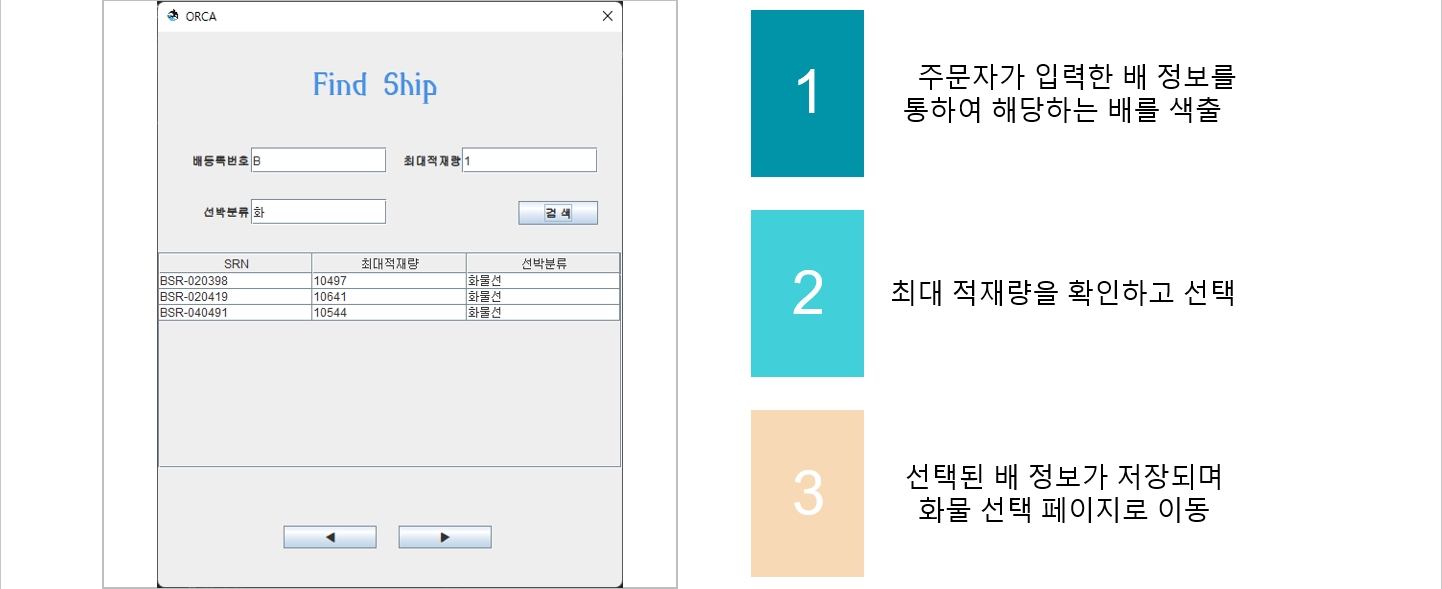 ORCA
Find Ship
배등록번호 B 최대적재량 1
선박분류 화 검 색
SRN 최대적재량 선박분류
BSR-020398 10497 화물선
BSR-020419 10641 화물선
BSR-040491 10544 화물선
1
주문자가 입력한 배 정보를
통하여 해당하는 배를 색출
2
최대 적재량을 확인하고 선택
3
선택된 배 정보가 저장되며
화물 선택 페이지로 이동